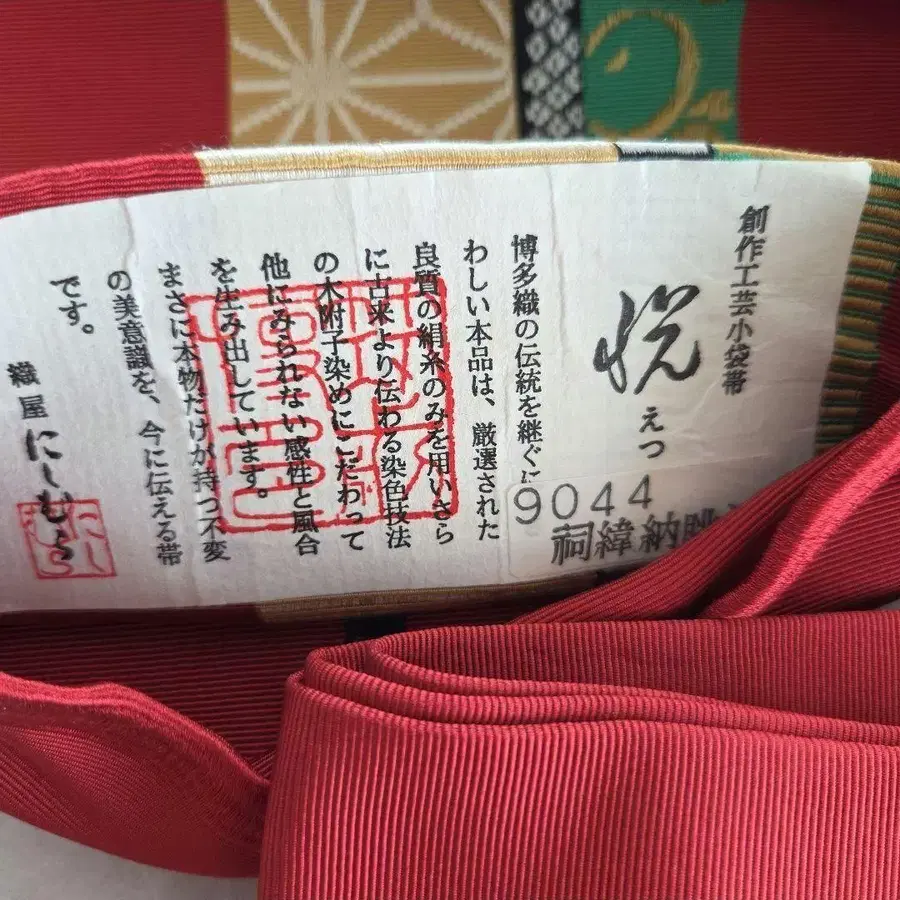 創作工芸小袋帯
悦
えつ
博多織の伝統を継ぐに
わしい本品は、厳選された
良質の絹糸のみを用いさら
に古来より伝わる染色技法
の木附子染めにこだわって
他にみられない感性と風合
を生み出しています。
まさに本物だけが持つ不変
の美意識を、今に伝える帯
です。
織屋にしむら
9044